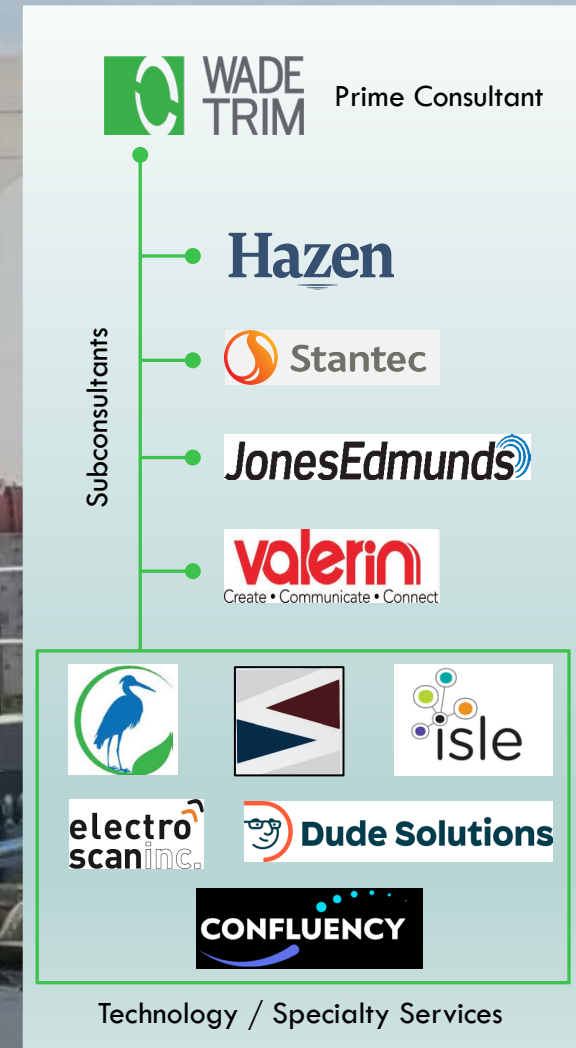 WADE
TRIM
Prime Consultant
Subconsultants
Hazen
Stantec
JonesEdmunds
valerin
Create • Communicate • Connect
isle
electro
scaninc.
Dude Solutions
CONFLUENCY
Technology / Specialty Services